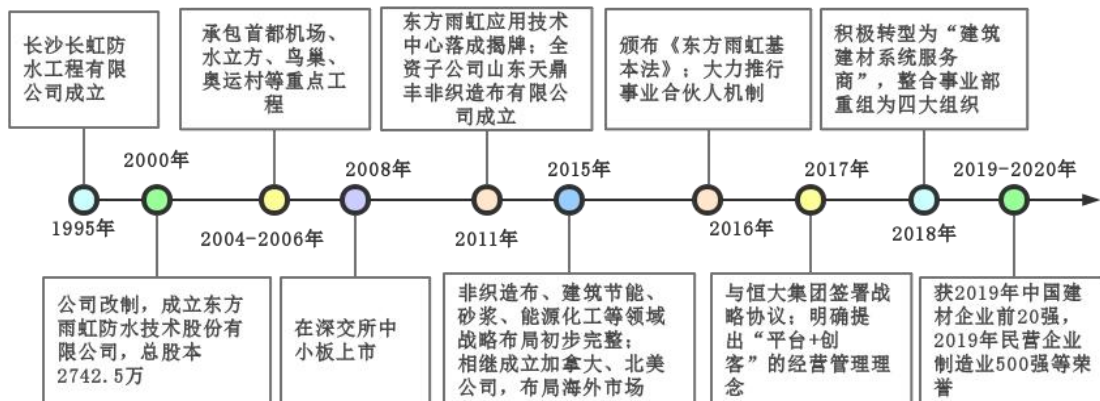 长沙长虹防
水工程有限
公司成立
承包首都机场、
水立方、鸟巢、
奥运村等重点工
程
东方雨虹应用技术
中心落成揭牌；全
资子公司山东天鼎
丰非织造布有限公
司成立
颁布《东方雨虹基
本法》；大力推行
事业合伙人机制
积极转型为“建筑
建材系统服务
商”，整合事业部
重组为四大组织
2000年
2008年
2015年
2017年
2019-2020年
1995年
2004-2006年
2011年
2016年
2018年
公司改制，成立东方
雨虹防水技术股份有
限公司，总股本
2742.5万
在深交所中
小板上市
非织造布、建筑节能、
砂浆、能源化工等领域
战略布局初步完整；
相继成立加拿大、北美
公司，布局海外市场
与恒大集团签署战
略协议；明确提
出“平台+创
客”的经营管理理
念
获2019年中国建
材企业前20强，
2019年民营企业
制造业500强等荣
誉